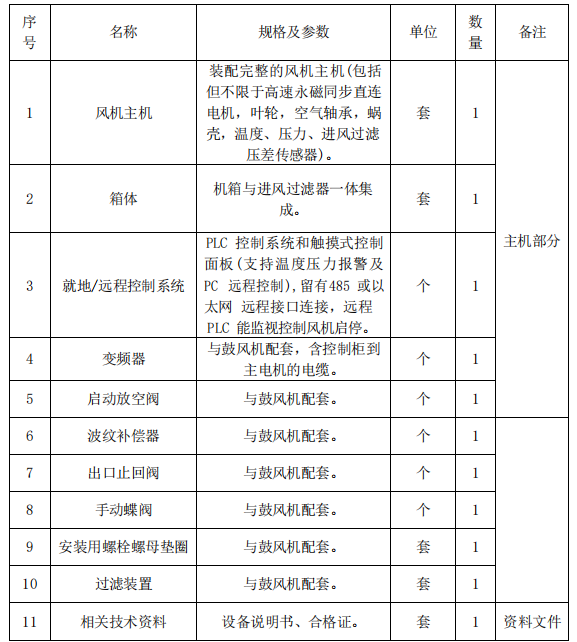 序号 名称 规格及参数 单位 数量 备注
1 风机主机 装配完整的风机主机(包括
但不限于高速永磁同步直连
电机，叶轮，空气轴承，蜗
壳，温度、压力、进风过滤
压差传感器)。 套 1
2 箱体 机箱与进风过滤器一体集
成。 套 1
主机部分
3 就地/远程控制系统 PLC 控制系统和触摸式控制
面板(支持温度压力报警及
PC 远程控制),留有485 或以
太网 远程接口连接，远程
PLC 能监视控制风机启停。 个 1
4 变频器 与鼓风机配套，含控制柜到
主电机的电缆。 个 1
5 启动放空阀 与鼓风机配套。 个 1
6 波纹补偿器 与鼓风机配套。 个 1
7 出口止回阀 与鼓风机配套。 个 1
8 手动蝶阀 与鼓风机配套。 个 1
9 安装用螺栓螺母垫圈 与鼓风机配套。 套 1
10 过滤装置 与鼓风机配套。 套 1
11 相关技术资料 设备说明书、合格证。 套 1 资料文件